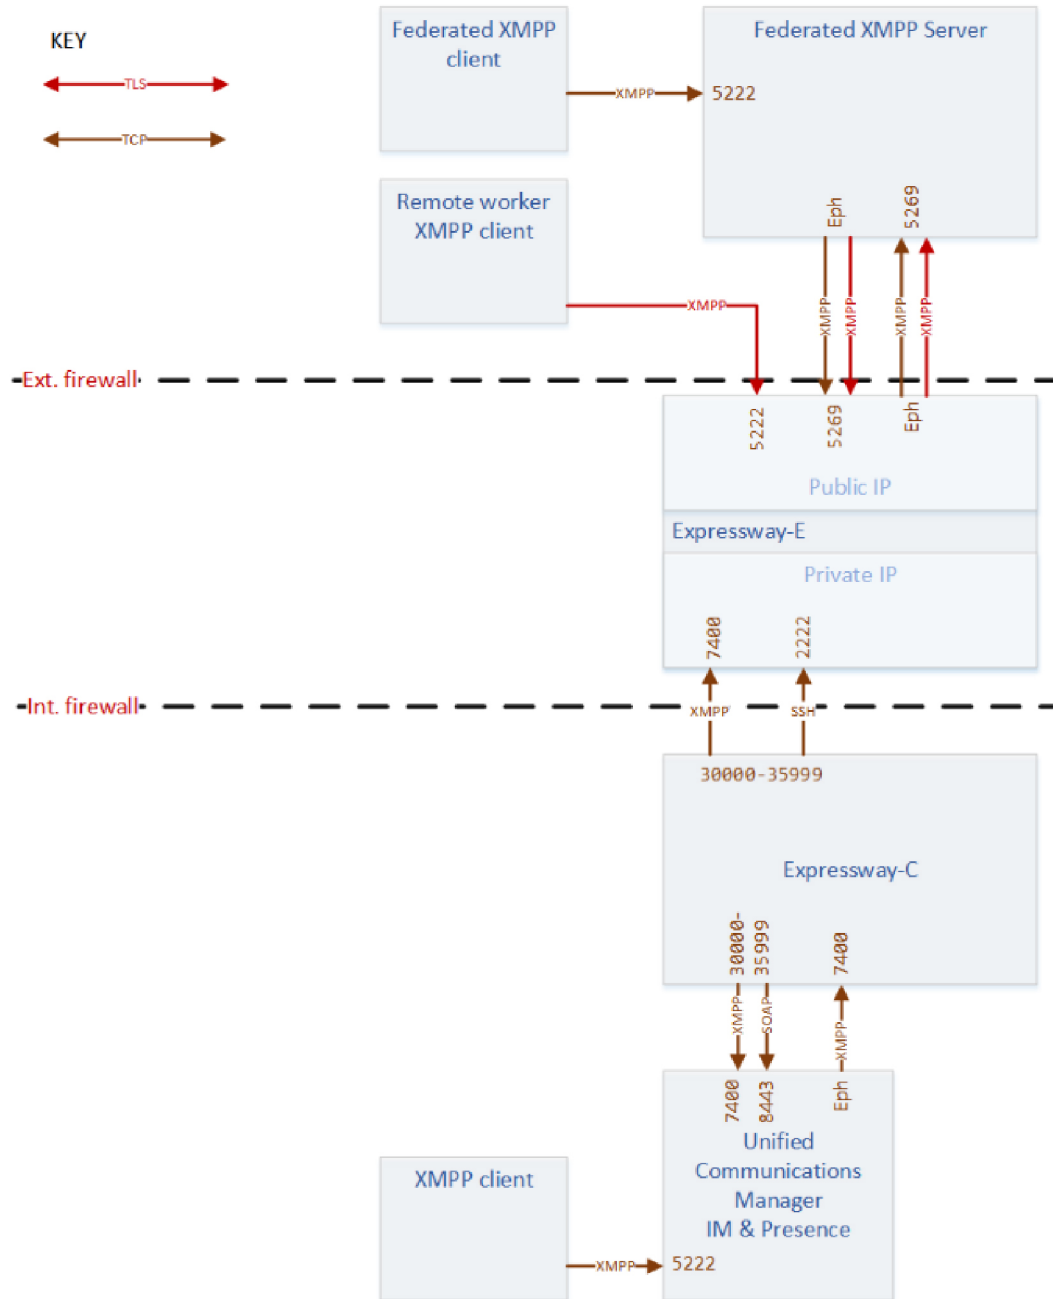 KEY
TLS
TCP
Federated XMPP
client
XMPP
Federated XMPP Server
5222
Eph
5269
Remote worker
XMPP client
XMPP
XMPP
XMPP
XMPP
XMPP
Ext. firewall
5222
5269
Eph
Public IP
Expressway-E
Private IP
7400
2222
Int. firewall
XMPP
SSH
30000-35999
Expressway-C
30000-
35999
7400
XMPP
SOAP
XMPP
7400
8443
Eph
Unified
Communications
Manager
IM & Presence
XMPP client
XMPP
5222